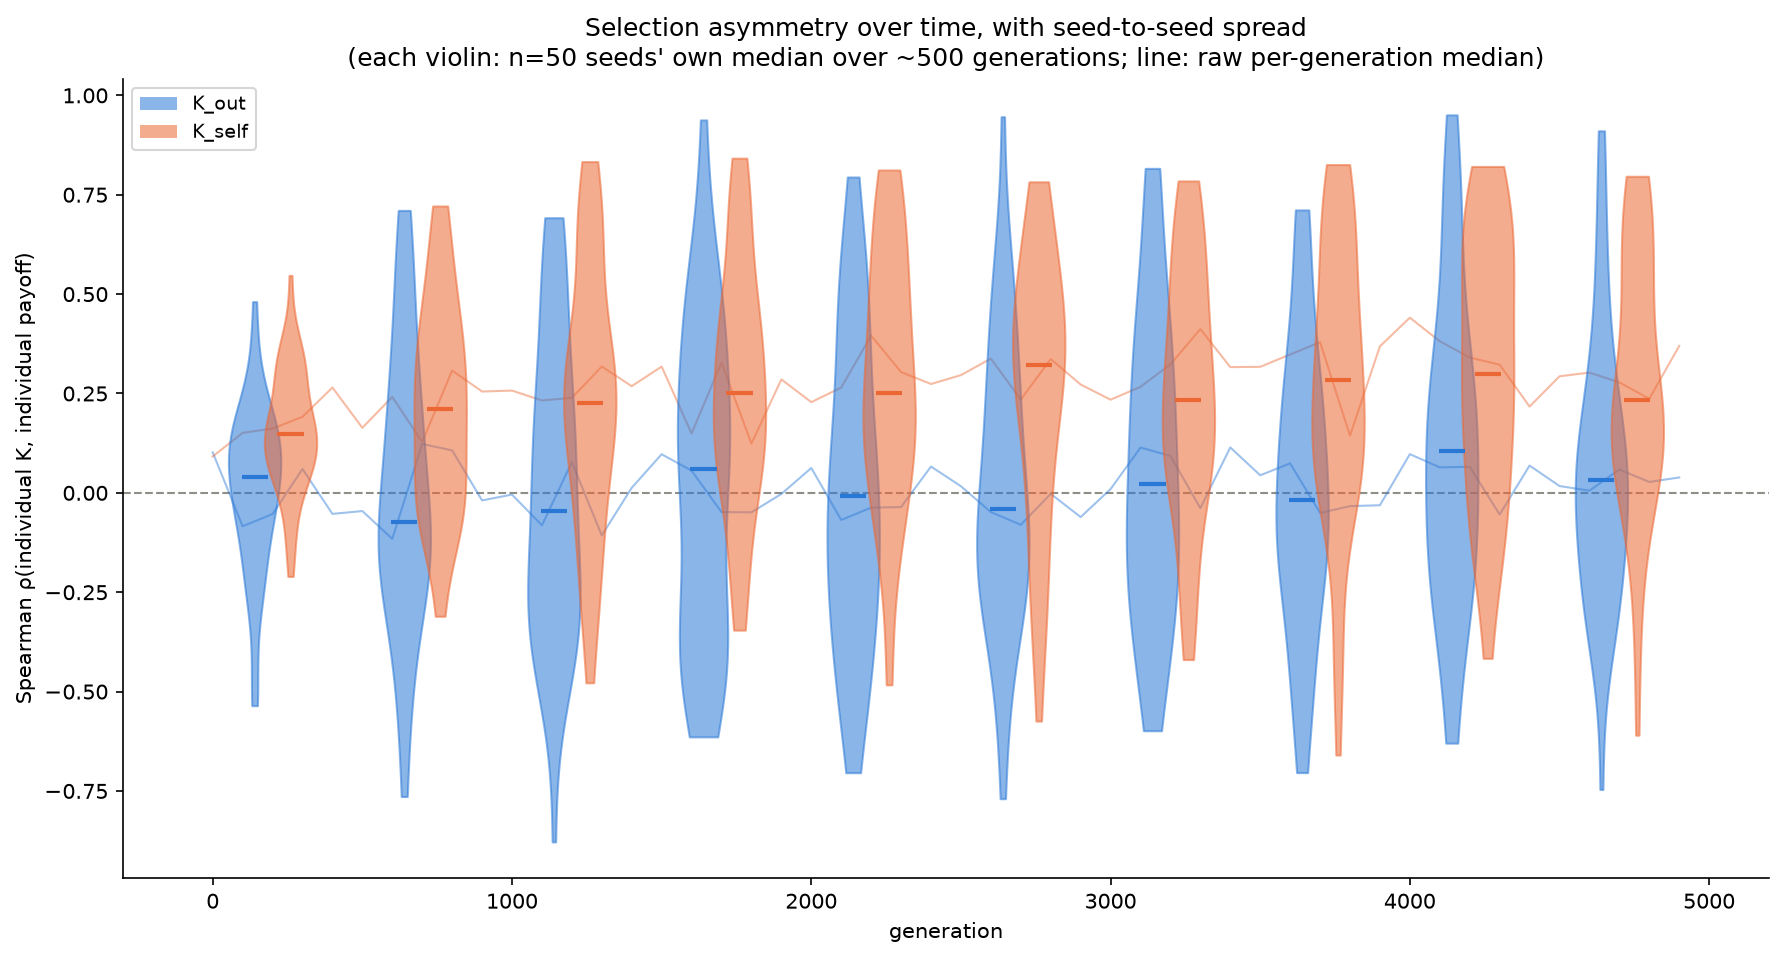 Selection asymmetry over time, with seed-to-seed spread
(each violin: n=50 seeds' own median over ~500 generations; line: raw per-generation median)
K_out
K_self
1.00
0.75
0.50
0.25
0.00
−0.25
−0.50
−0.75
Spearman ρ(individual K, individual payoff)
0
1000
2000
3000
4000
5000
generation